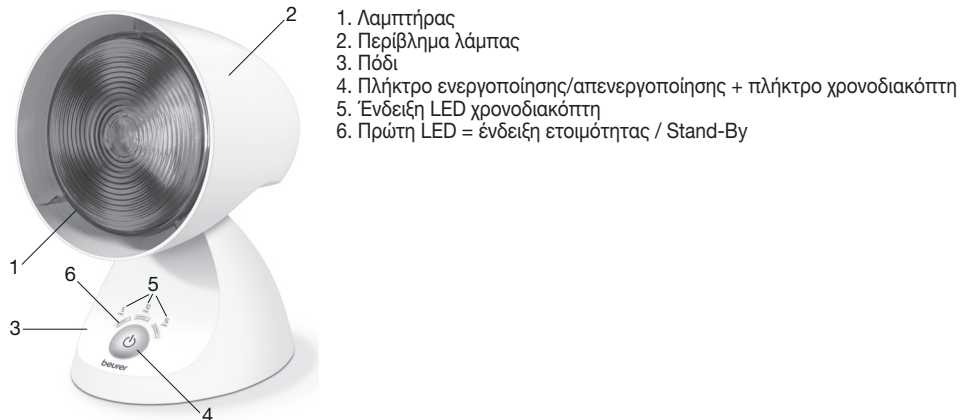 2
1. Λαμπτήρας
2. Περίβλημα λάμπας
3. Πόδι
4. Πλήκτρο ενεργοποίησης/απενεργοποίησης + πλήκτρο χρονοδιακόπτη
5. Ένδειξη LED χρονοδιακόπτη
6. Πρώτη LED = ένδειξη ετοιμότητας / Stand-By
1
6
5
3
beurer
4